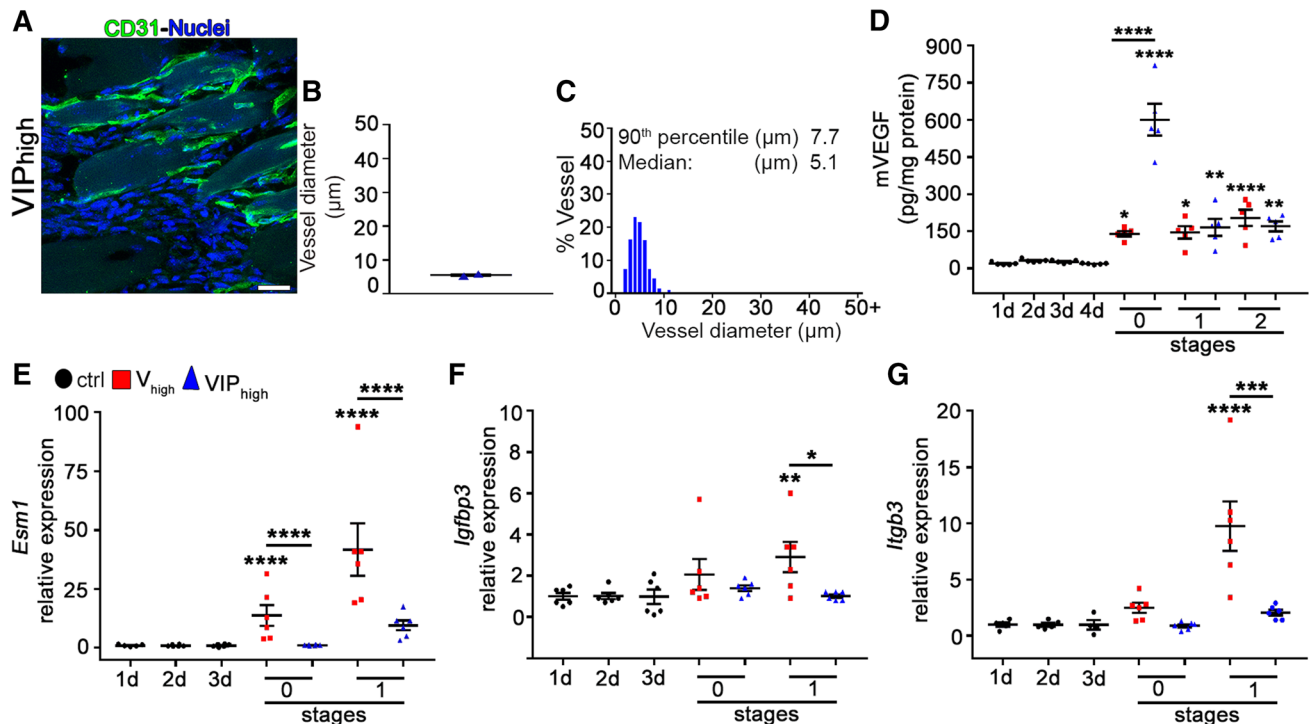 A
CD31-Nuclei
VIPhigh
B
Vessel diameter
(µm)
50
40
30
20
10
0
C
% Vessel
50
40
30
20
10
0
90th percentile (µm) 7.7
Median: (µm) 5.1
0 10 20 30 40 50+
Vessel diameter (µm)
D
mVEGF
(pg/mg protein)
900
750
600
450
300
150
0
****
****
*
*
**
****
**
1d 2d 3d 4d
0 1 2
stages
E
ctrl Vhigh VIPhigh
Esm1
relative expression
100
75
50
25
0
****
****
****
****
1d 2d 3d
0 1
stages
F
Igfbp3
relative expression
10
8
6
4
2
0
*
**
1d 2d 3d
0 1
stages
G
Itgb3
relative expression
20
15
10
5
0
***
****
1d 2d 3d
0 1
stages